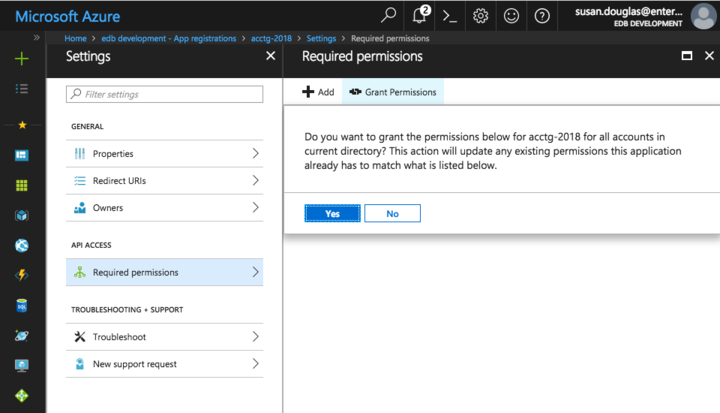 Microsoft Azure
2
susan.douglas@enter...
EDB DEVELOPMENT
Home > edb development - App registrations > acctg-2018 > Settings > Required permissions
Settings
Filter settings
GENERAL
Properties
Redirect URIs
Owners
API ACCESS
Required permissions
TROUBLESHOOTING + SUPPORT
Troubleshoot
New support request
Required permissions
Add
Grant Permissions
Do you want to grant the permissions below for acctg-2018 for all accounts in
current directory? This action will update any existing permissions this application
already has to match what is listed below.
Yes
No
SQL